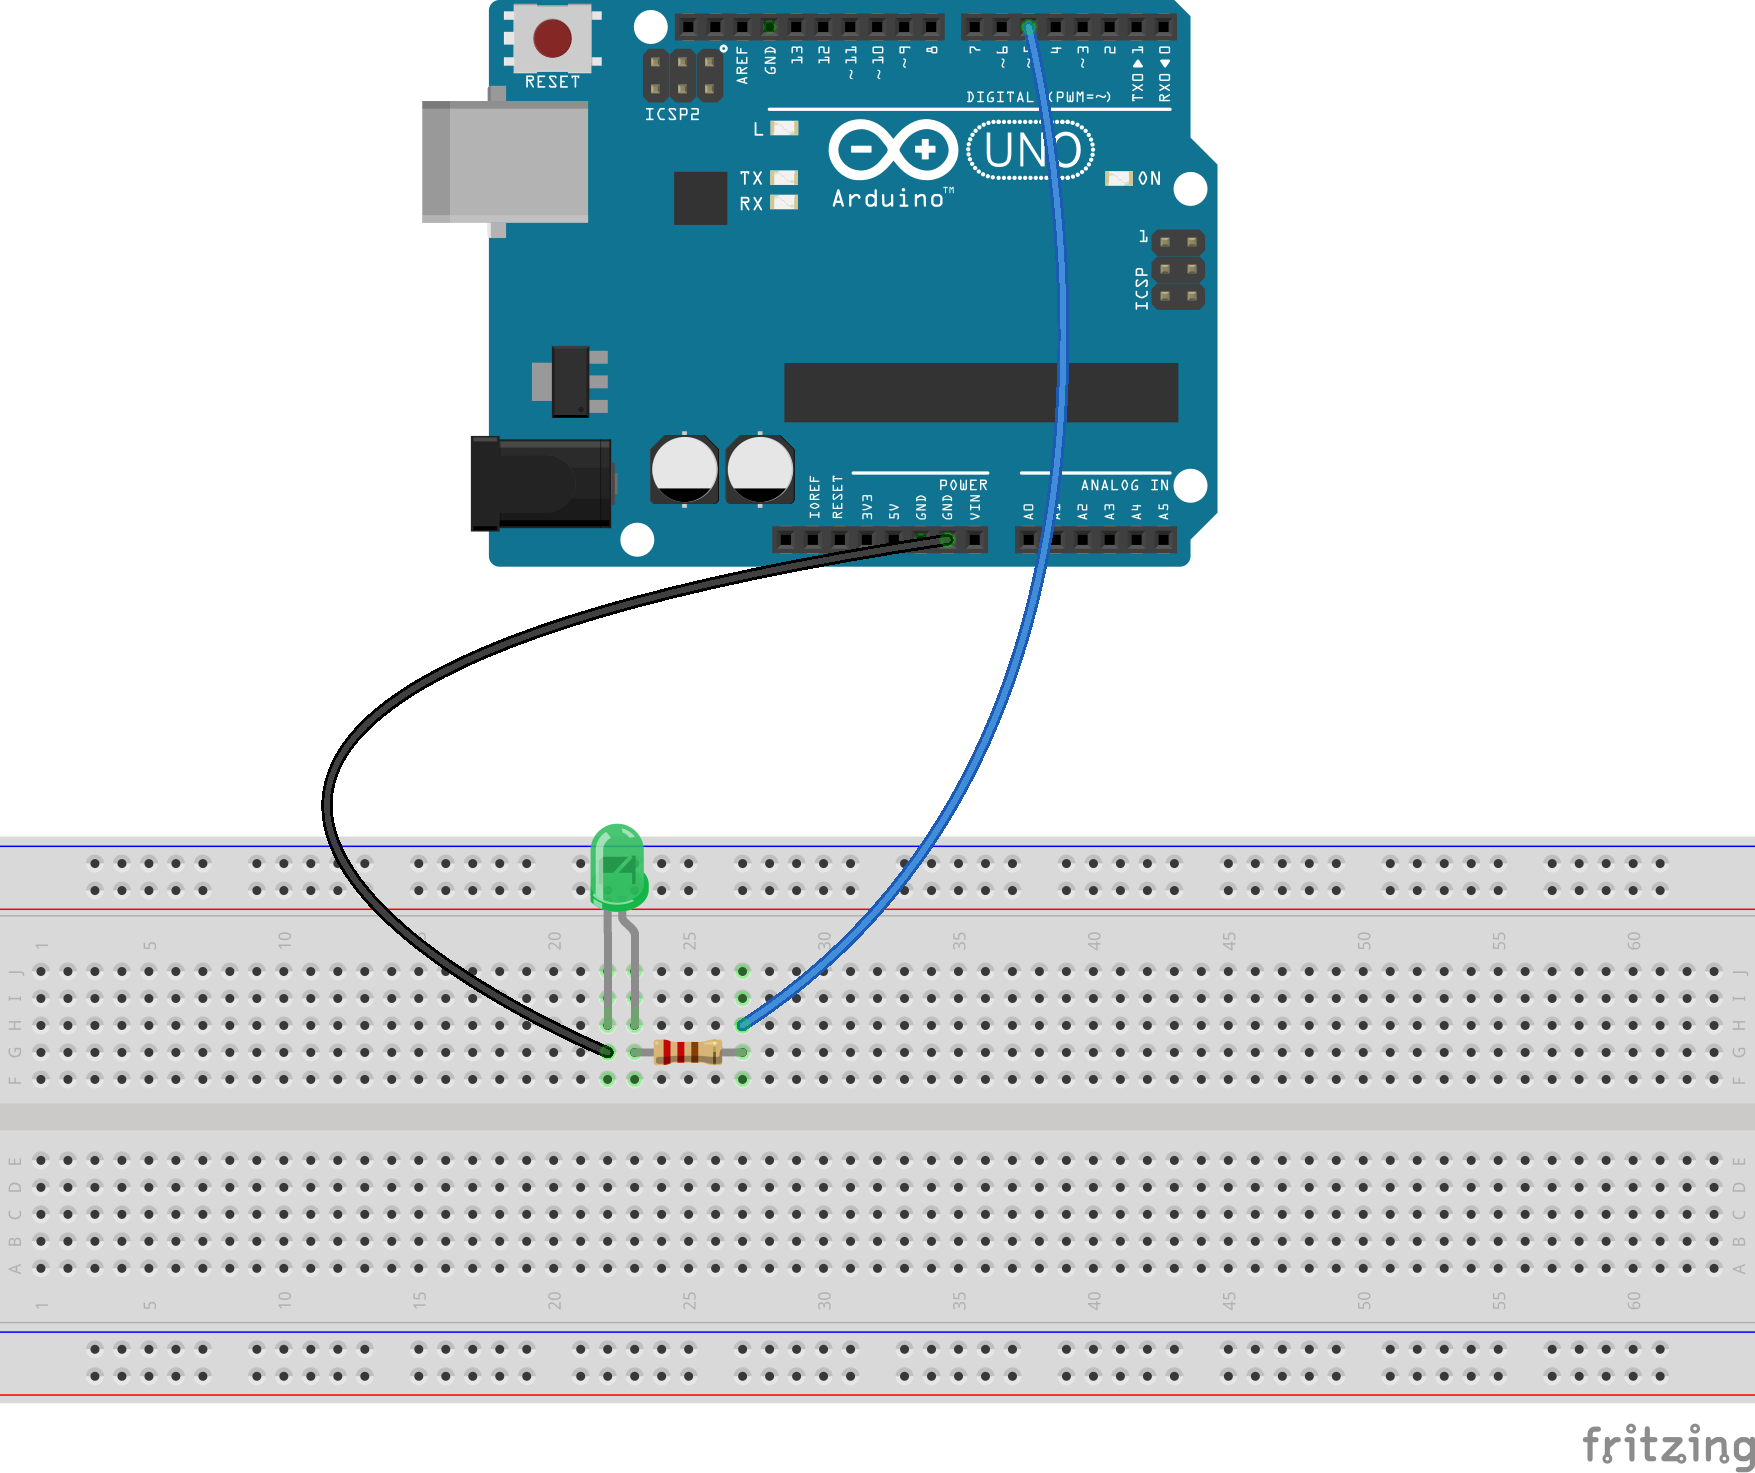 RESET
ICSP2
AREF
GND
13
12
~11
~10
~9
8
7
~6
~5
4
~3
2
TX0▶1
RX0◀0
DIGITAL (PWM=~)
L
TX
RX
UNO
Arduino™
ON
1
ICSP
IOREF
RESET
3V3
5V
GND
GND
VIN
POWER
A0
A1
A2
A3
A4
A5
ANALOG IN
1 5 10 20 25 30 35 40 45 50 55 60
J J
I I
H H
G G
F F
E E
D D
C C
B B
A A
1 5 10 15 20 25 30 35 40 45 50 55 60
fritzing